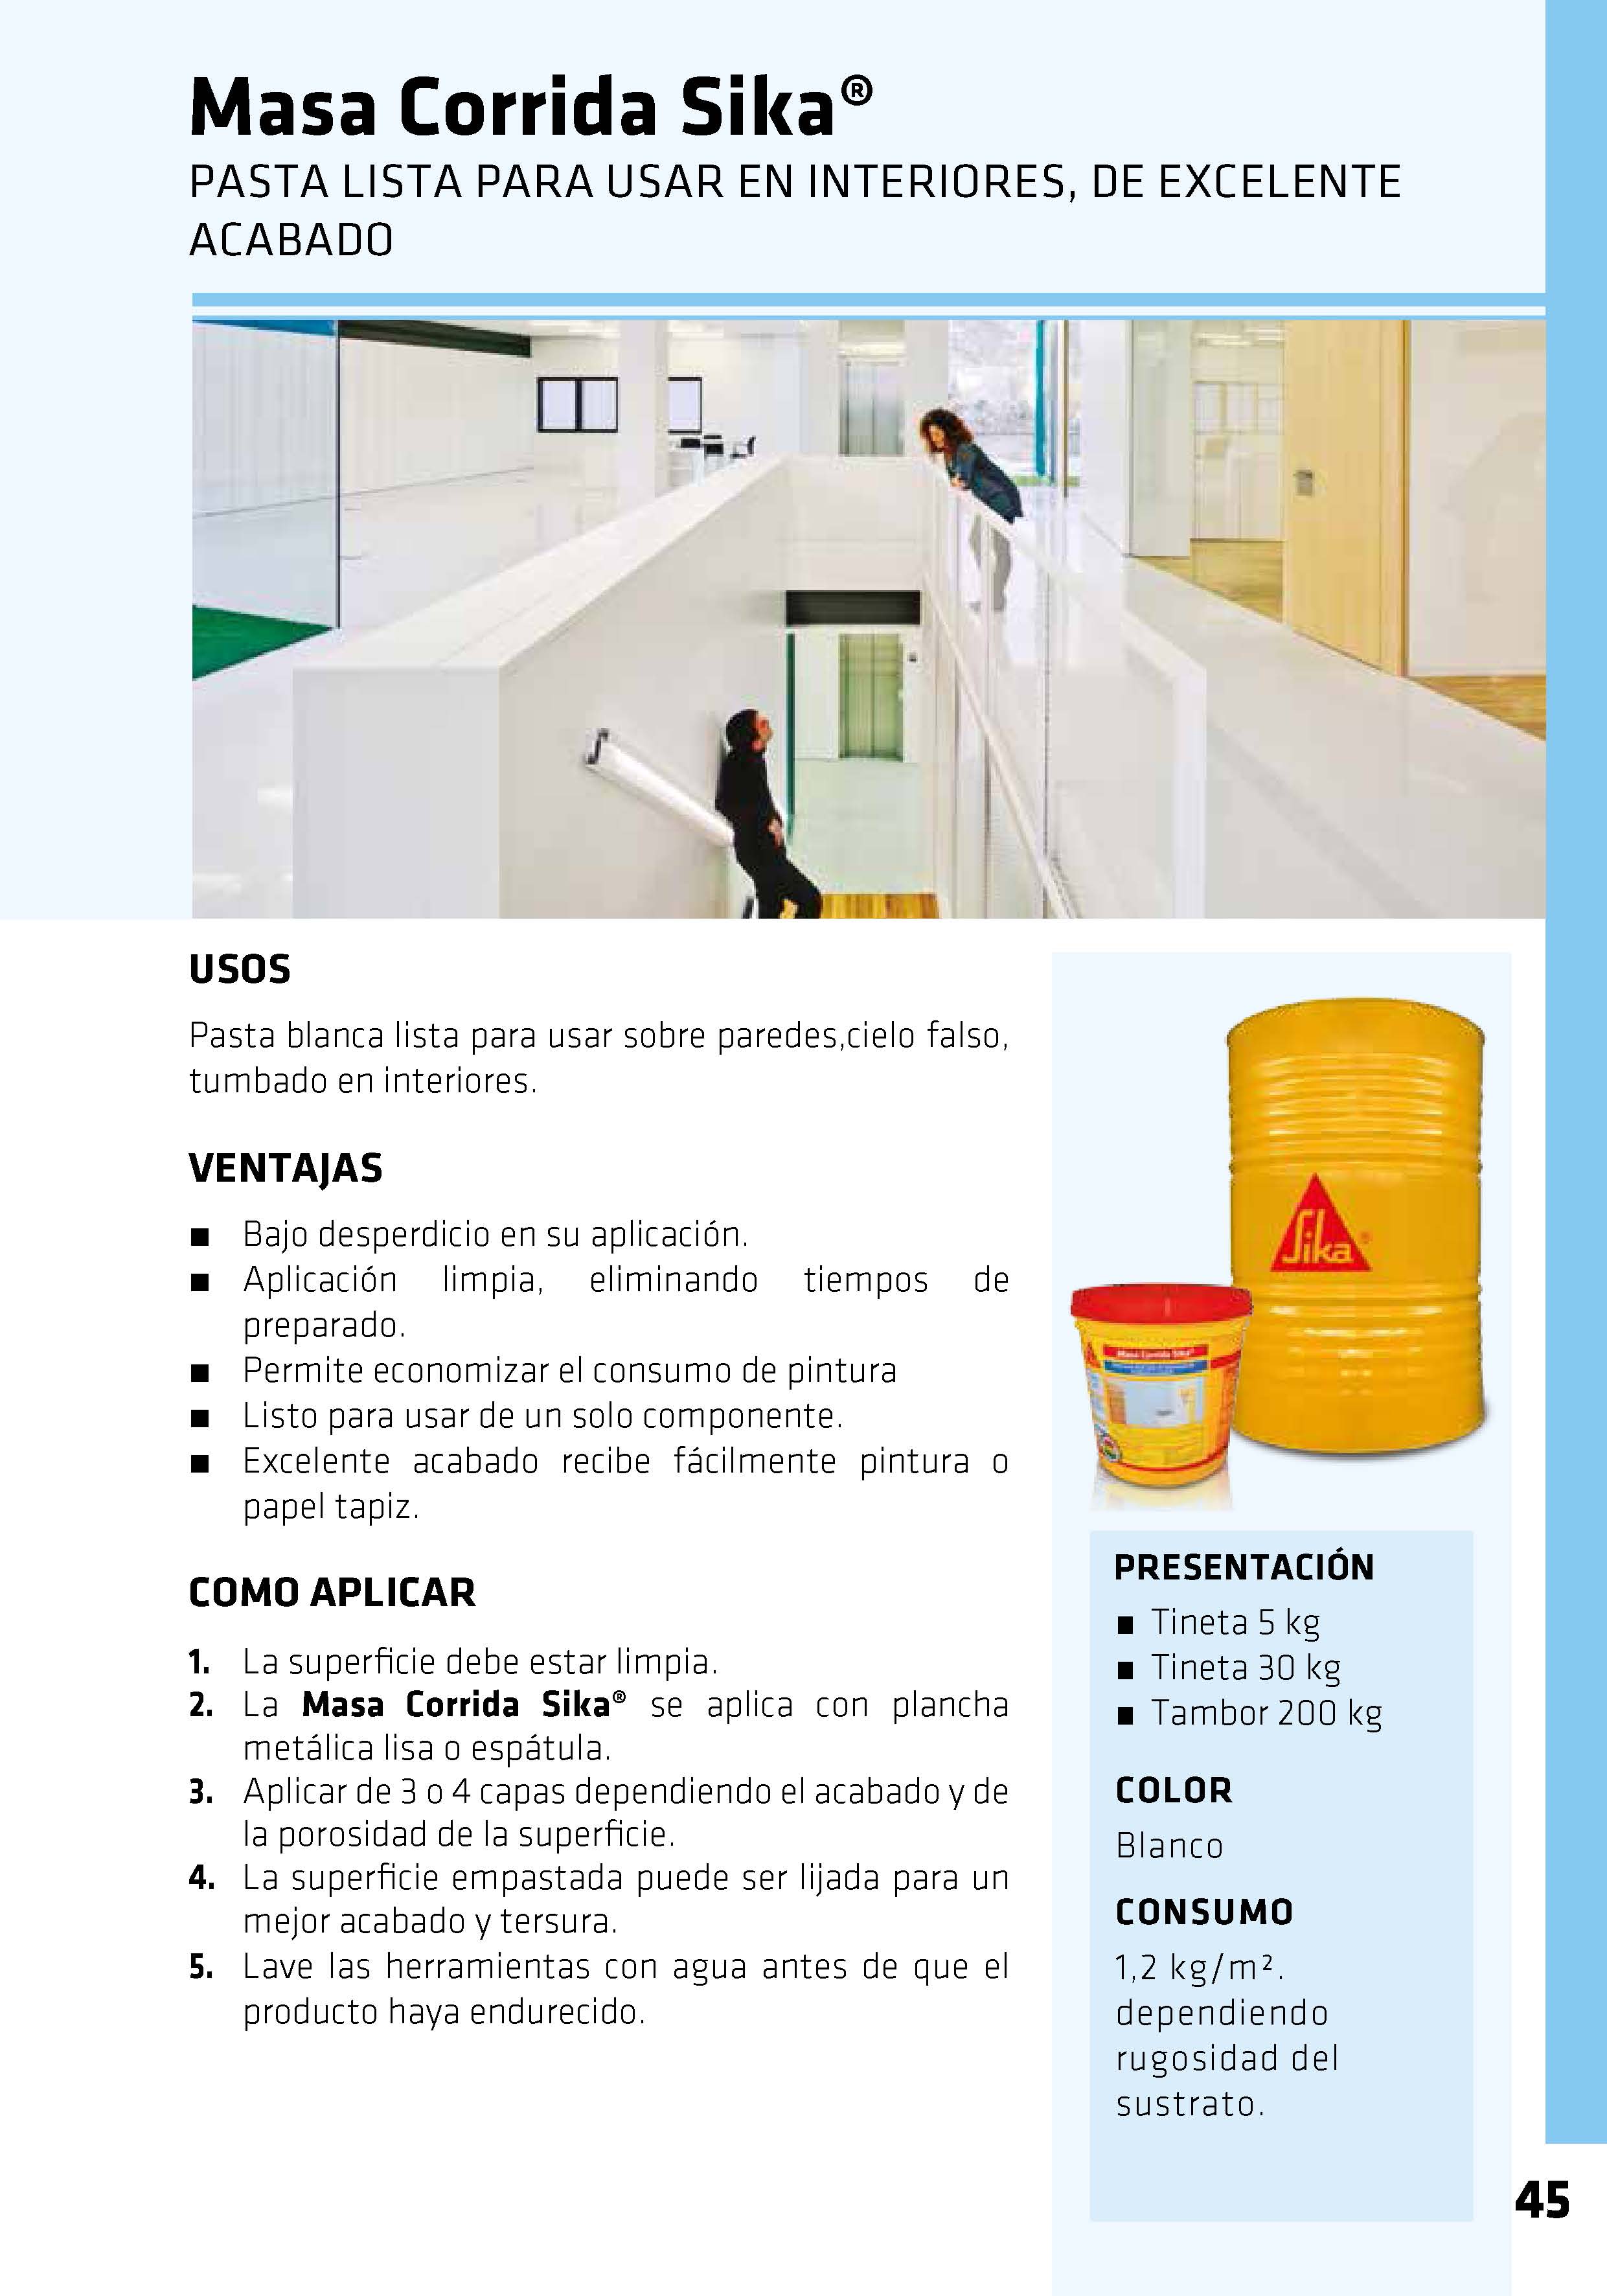 Masa Corrida Sika®
PASTA LISTA PARA USAR EN INTERIORES, DE EXCELENTE
ACABADO
USOS
Pasta blanca lista para usar sobre paredes,cielo falso,
tumbado en interiores.
VENTAJAS
■ Bajo desperdicio en su aplicación.
■ Aplicación limpia, eliminando tiempos de
preparado.
■ Permite economizar el consumo de pintura
■ Listo para usar de un solo componente.
■ Excelente acabado recibe fácilmente pintura o
papel tapiz.
COMO APLICAR
1. La superficie debe estar limpia.
2. La Masa Corrida Sika® se aplica con plancha
metálica lisa o espátula.
3. Aplicar de 3 o 4 capas dependiendo el acabado y de
la porosidad de la superficie.
4. La superficie empastada puede ser lijada para un
mejor acabado y tersura.
5. Lave las herramientas con agua antes de que el
producto haya endurecido.
Sika®
Masa Corrida Sika®
PRESENTACIÓN
■ Tineta 5 kg
■ Tineta 30 kg
■ Tambor 200 kg
COLOR
Blanco
CONSUMO
1,2 kg/m².
dependiendo
rugosidad del
sustrato.
45